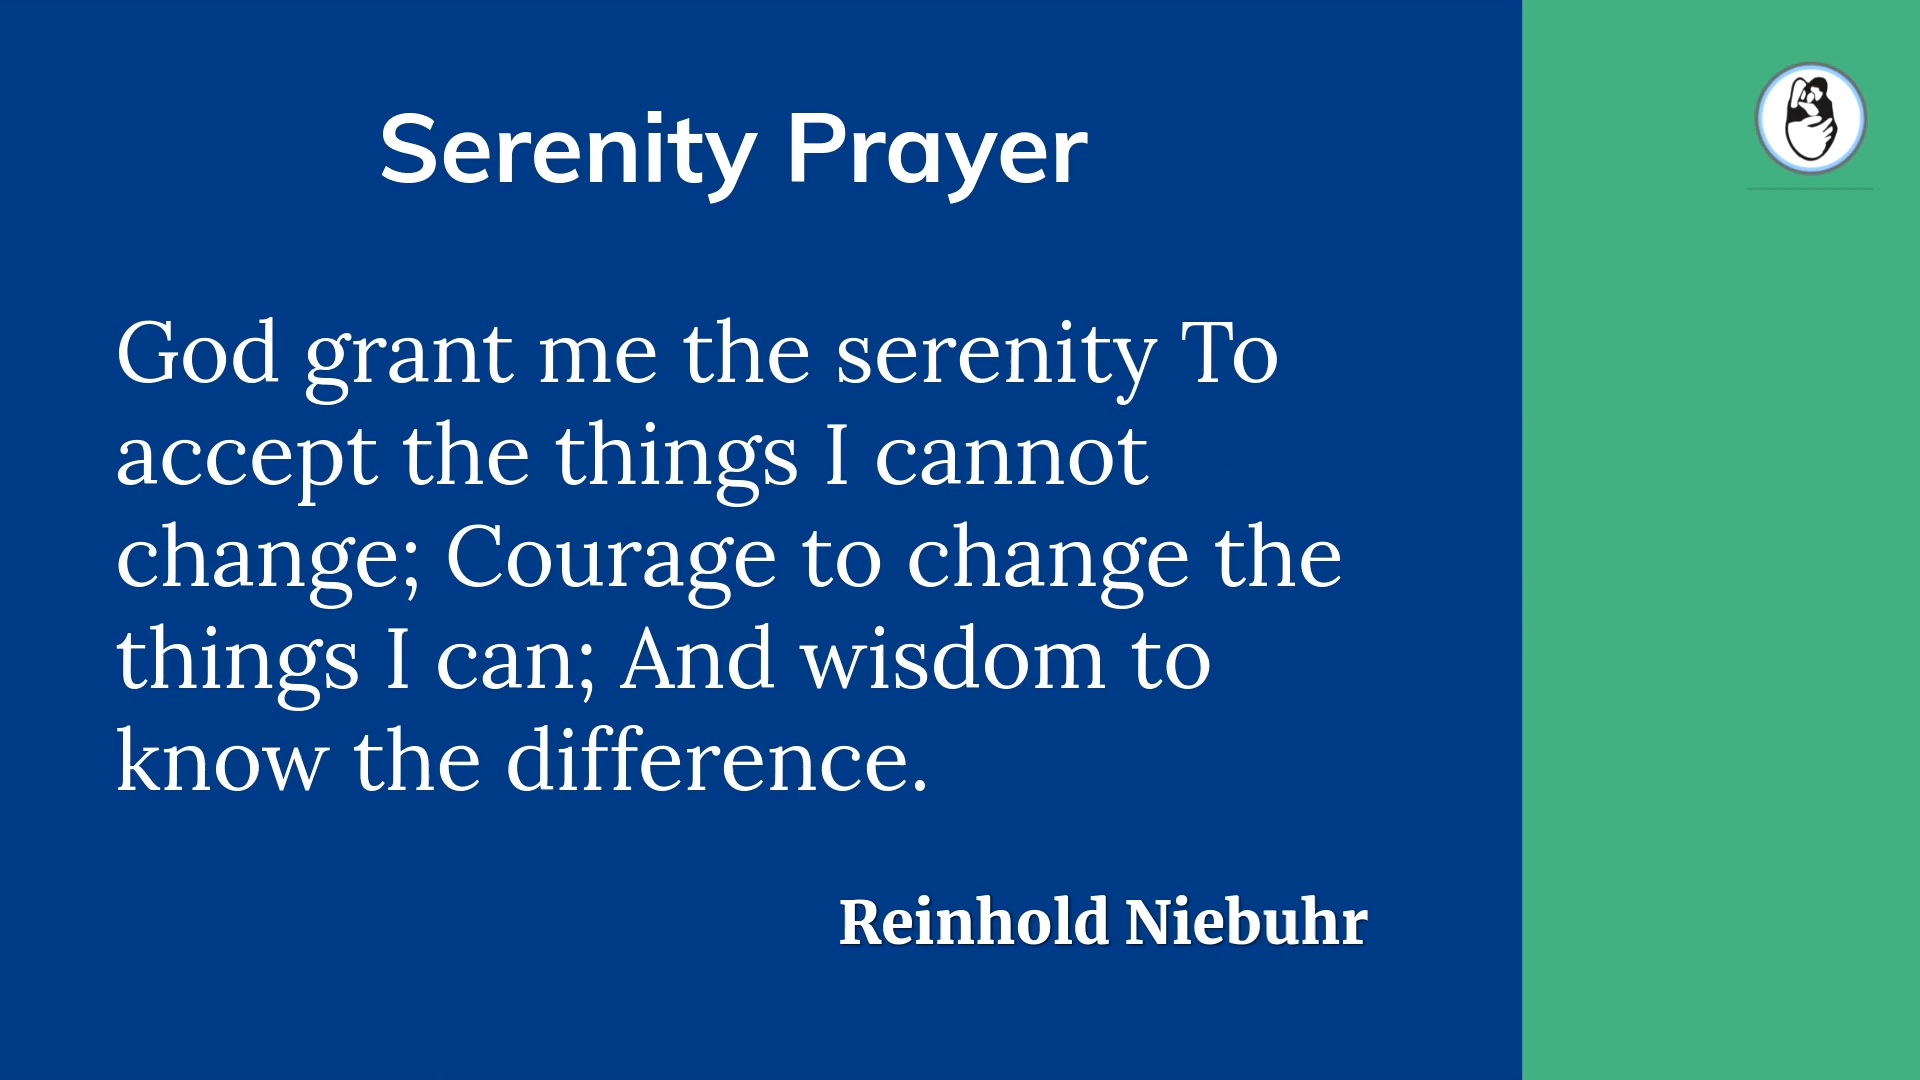 Serenity Prayer
God grant me the serenity To
accept the things I cannot
change; Courage to change the
things I can; And wisdom to
know the difference.
Reinhold Niebuhr